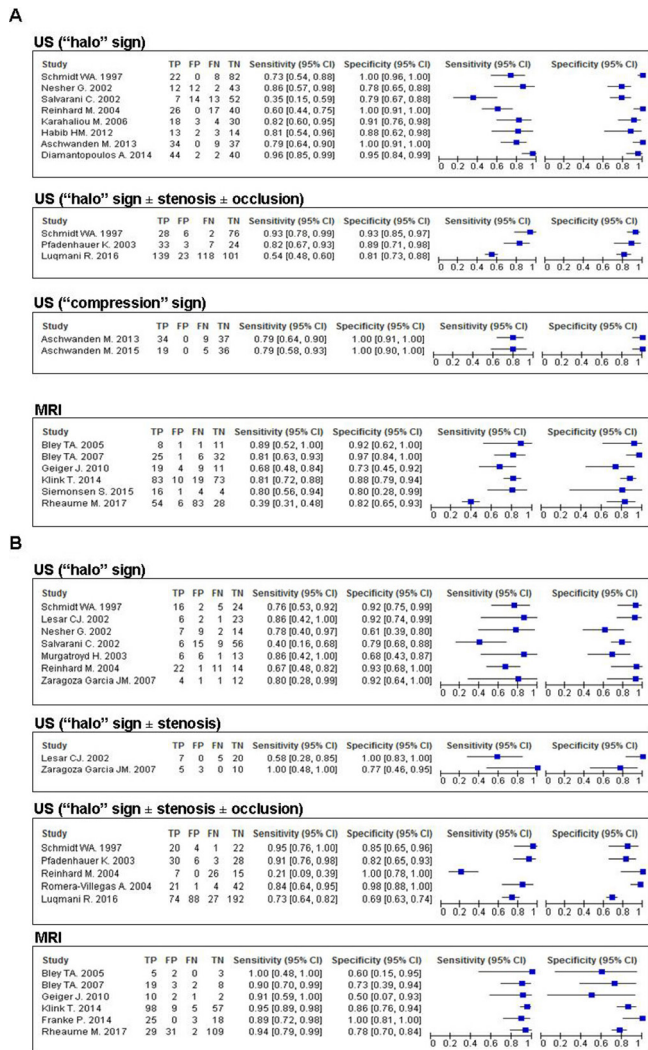 A
US (“halo” sign)
Study TP FP FN TN Sensitivity (95% CI) Specificity (95% CI) Sensitivity (95% CI) Specificity (95% CI)
Schmidt WA. 1997 22 0 8 82 0.73 [0.54, 0.88] 1.00 [0.96, 1.00]
Nesher G. 2002 12 12 2 43 0.86 [0.57, 0.98] 0.78 [0.65, 0.88]
Salvarani C. 2002 7 14 13 52 0.35 [0.15, 0.59] 0.79 [0.67, 0.88]
Reinhard M. 2004 26 0 17 40 0.60 [0.44, 0.75] 1.00 [0.91, 1.00]
Karahaliou M. 2006 18 3 4 30 0.82 [0.60, 0.95] 0.91 [0.76, 0.98]
Habib HM. 2012 13 2 3 14 0.81 [0.54, 0.96] 0.88 [0.62, 0.98]
Aschwanden M. 2013 34 0 9 37 0.79 [0.64, 0.90] 1.00 [0.91, 1.00]
Diamantopoulos A. 2014 44 2 2 40 0.96 [0.85, 0.99] 0.95 [0.84, 0.99]
0 0.2 0.4 0.6 0.8 1 0 0.2 0.4 0.6 0.8 1
US (“halo” sign ± stenosis ± occlusion)
Study TP FP FN TN Sensitivity (95% CI) Specificity (95% CI) Sensitivity (95% CI) Specificity (95% CI)
Schmidt WA. 1997 28 6 2 76 0.93 [0.78, 0.99] 0.93 [0.85, 0.97]
Pfadenhauer K. 2003 33 3 7 24 0.82 [0.67, 0.93] 0.89 [0.71, 0.98]
Luqmani R. 2016 139 23 118 101 0.54 [0.48, 0.60] 0.81 [0.73, 0.88]
0 0.2 0.4 0.6 0.8 1 0 0.2 0.4 0.6 0.8 1
US (“compression” sign)
Study TP FP FN TN Sensitivity (95% CI) Specificity (95% CI) Sensitivity (95% CI) Specificity (95% CI)
Aschwanden M. 2013 34 0 9 37 0.79 [0.64, 0.90] 1.00 [0.91, 1.00]
Aschwanden M. 2015 19 0 5 36 0.79 [0.58, 0.93] 1.00 [0.90, 1.00]
0 0.2 0.4 0.6 0.8 1 0 0.2 0.4 0.6 0.8 1
MRI
Study TP FP FN TN Sensitivity (95% CI) Specificity (95% CI) Sensitivity (95% CI) Specificity (95% CI)
Bley TA. 2005 8 1 1 11 0.89 [0.52, 1.00] 0.92 [0.62, 1.00]
Bley TA. 2007 25 1 6 32 0.81 [0.63, 0.93] 0.97 [0.84, 1.00]
Geiger J. 2010 19 4 9 11 0.68 [0.48, 0.84] 0.73 [0.45, 0.92]
Klink T. 2014 83 10 19 73 0.81 [0.72, 0.88] 0.88 [0.79, 0.94]
Siemonsen S. 2015 16 1 4 4 0.80 [0.56, 0.94] 0.80 [0.28, 0.99]
Rheaume M. 2017 54 6 83 28 0.39 [0.31, 0.48] 0.82 [0.65, 0.93]
0 0.2 0.4 0.6 0.8 1 0 0.2 0.4 0.6 0.8 1
B
US (“halo” sign)
Study TP FP FN TN Sensitivity (95% CI) Specificity (95% CI) Sensitivity (95% CI) Specificity (95% CI)
Schmidt WA. 1997 16 2 5 24 0.76 [0.53, 0.92] 0.92 [0.75, 0.99]
Lesar CJ. 2002 6 2 1 23 0.86 [0.42, 1.00] 0.92 [0.74, 0.99]
Nesher G. 2002 7 9 2 14 0.78 [0.40, 0.97] 0.61 [0.39, 0.80]
Salvarani C. 2002 6 15 9 56 0.40 [0.16, 0.68] 0.79 [0.68, 0.88]
Murgatroyd H. 2003 6 6 1 13 0.86 [0.42, 1.00] 0.68 [0.43, 0.87]
Reinhard M. 2004 22 1 11 14 0.67 [0.48, 0.82] 0.93 [0.68, 1.00]
Zaragoza Garcia JM. 2007 4 1 1 12 0.80 [0.28, 0.99] 0.92 [0.64, 1.00]
0 0.2 0.4 0.6 0.8 1 0 0.2 0.4 0.6 0.8 1
US (“halo” sign ± stenosis)
Study TP FP FN TN Sensitivity (95% CI) Specificity (95% CI) Sensitivity (95% CI) Specificity (95% CI)
Lesar CJ. 2002 7 0 5 20 0.58 [0.28, 0.85] 1.00 [0.83, 1.00]
Zaragoza Garcia JM. 2007 5 3 0 10 1.00 [0.48, 1.00] 0.77 [0.46, 0.95]
0 0.2 0.4 0.6 0.8 1 0 0.2 0.4 0.6 0.8 1
US (“halo” sign ± stenosis ± occlusion)
Study TP FP FN TN Sensitivity (95% CI) Specificity (95% CI) Sensitivity (95% CI) Specificity (95% CI)
Schmidt WA. 1997 20 4 1 22 0.95 [0.76, 1.00] 0.85 [0.65, 0.96]
Pfadenhauer K. 2003 30 6 3 28 0.91 [0.76, 0.98] 0.82 [0.65, 0.93]
Reinhard M. 2004 7 0 26 15 0.21 [0.09, 0.39] 1.00 [0.78, 1.00]
Romera-Villegas A. 2004 21 1 4 42 0.84 [0.64, 0.95] 0.98 [0.88, 1.00]
Luqmani R. 2016 74 88 27 192 0.73 [0.64, 0.82] 0.69 [0.63, 0.74]
0 0.2 0.4 0.6 0.8 1 0 0.2 0.4 0.6 0.8 1
MRI
Study TP FP FN TN Sensitivity (95% CI) Specificity (95% CI) Sensitivity (95% CI) Specificity (95% CI)
Bley TA. 2005 5 2 0 3 1.00 [0.48, 1.00] 0.60 [0.15, 0.95]
Bley TA. 2007 19 3 2 8 0.90 [0.70, 0.99] 0.73 [0.39, 0.94]
Geiger J. 2010 10 2 1 2 0.91 [0.59, 1.00] 0.50 [0.07, 0.93]
Klink T. 2014 98 9 5 57 0.95 [0.89, 0.98] 0.86 [0.76, 0.94]
Franke P. 2014 25 0 3 18 0.89 [0.72, 0.98] 1.00 [0.81, 1.00]
Rheaume M. 2017 29 31 2 109 0.94 [0.79, 0.99] 0.78 [0.70, 0.84]
0 0.2 0.4 0.6 0.8 1 0 0.2 0.4 0.6 0.8 1